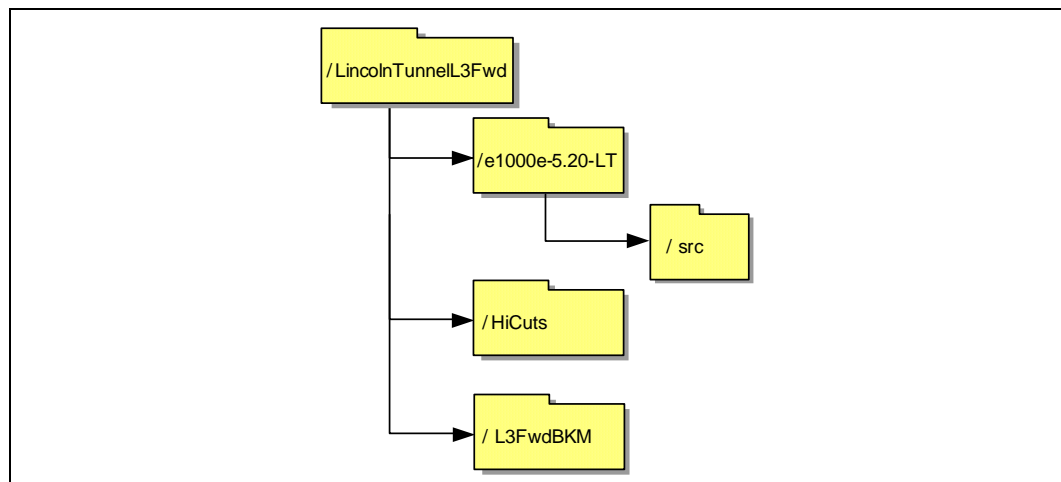 /LincolnTunnelL3Fwd
/e1000e-5.20-LT
/ src
/HiCuts
/ L3FwdBKM